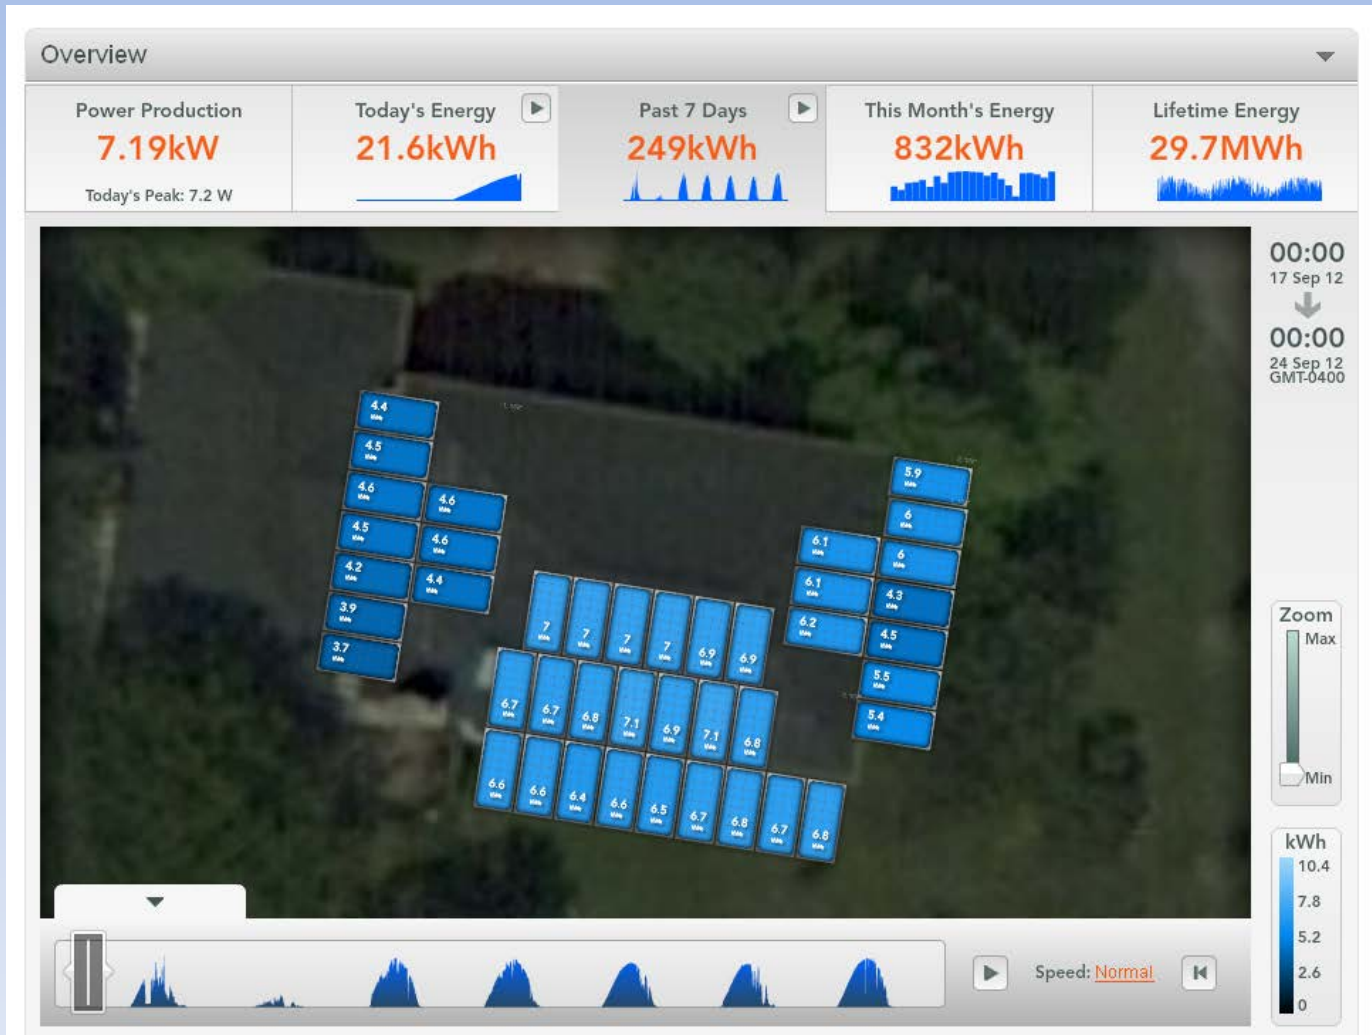 Overview
Power Production
7.19kW
Today's Peak: 7.2 W
Today's Energy
21.6kWh
Past 7 Days
249kWh
This Month's Energy
832kWh
Lifetime Energy
29.7MWh
00:00
17 Sep 12
00:00
24 Sep 12
GMT-0400
4.4
4.5
4.6
4.5
4.2
3.9
3.7
4.6
4.6
4.4
5.9
6
6
4.3
4.5
5.5
5.4
6.1
6.1
6.2
7 7 7 7 6.9 6.9
6.7 6.7 6.8 7.1 6.9 7.1 6.8
6.6 6.6 6.4 6.6 6.5 6.7 6.8 6.7 6.8
Zoom
Max
Min
kWh
10.4
7.8
5.2
2.6
0
Speed: Normal